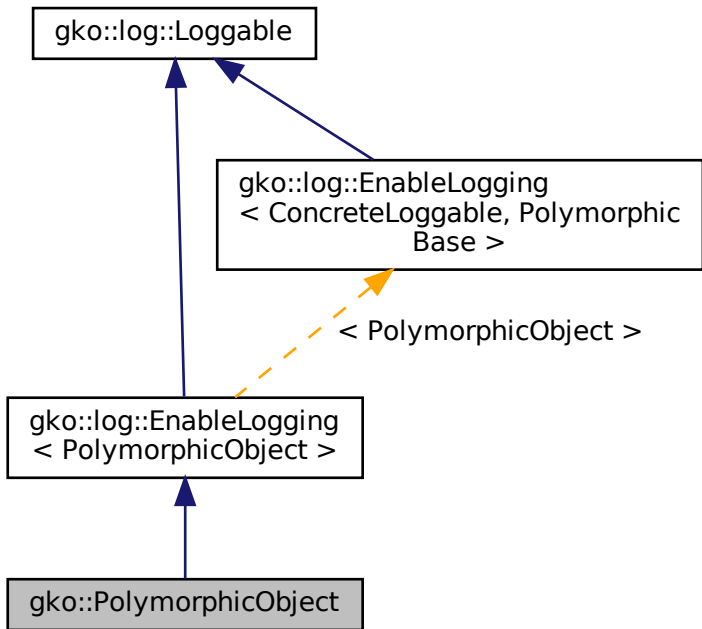 gko::log::Loggable
gko::log::EnableLogging
< ConcreteLoggable, Polymorphic
Base >
< PolymorphicObject >
gko::log::EnableLogging
< PolymorphicObject >
gko::PolymorphicObject